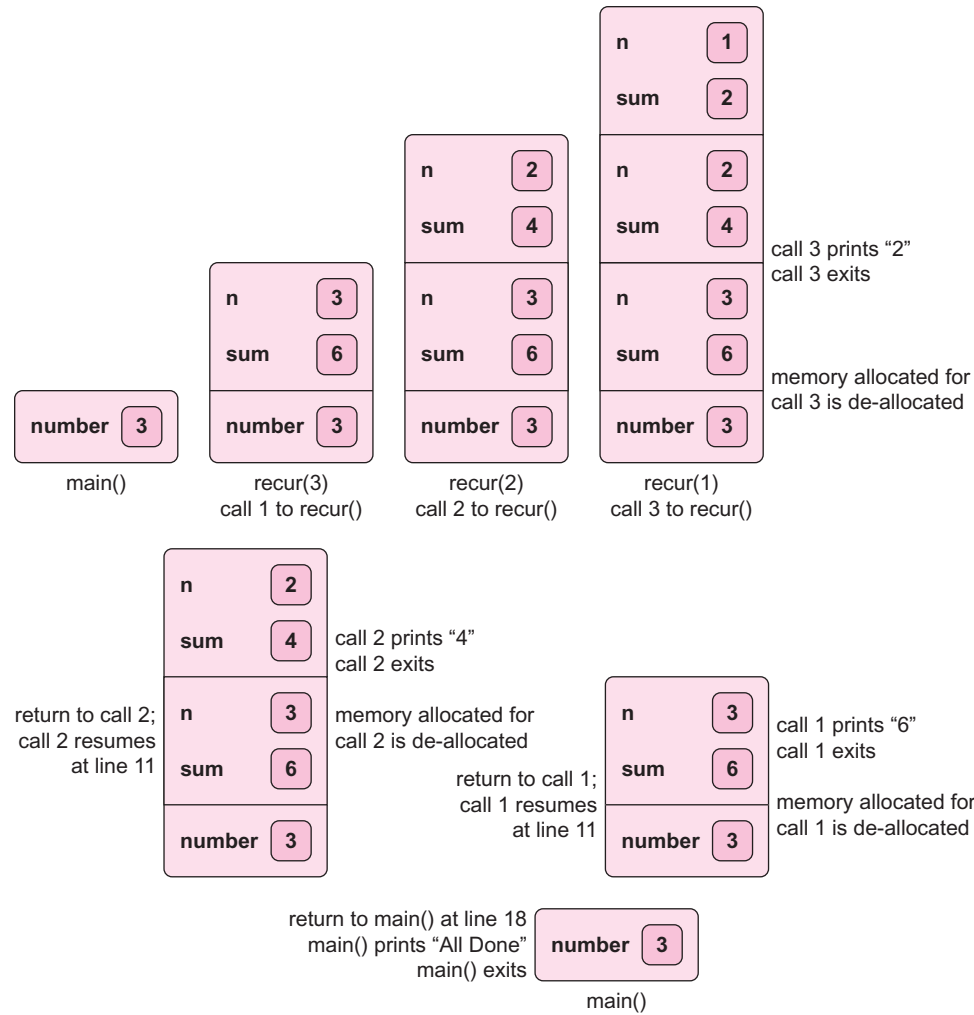 number 3
main()
n 3
sum 6
number 3
recur(3)
call 1 to recur()
n 2
sum 4
n 3
sum 6
number 3
recur(2)
call 2 to recur()
n 1
sum 2
n 2
sum 4
n 3
sum 6
number 3
recur(1)
call 3 to recur()
call 3 prints “2”
call 3 exits
memory allocated for
call 3 is de-allocated
return to call 2;
call 2 resumes
at line 11
n 2
sum 4
n 3
sum 6
number 3
call 2 prints “4”
call 2 exits
memory allocated for
call 2 is de-allocated
return to call 1;
call 1 resumes
at line 11
n 3
sum 6
number 3
call 1 prints “6”
call 1 exits
memory allocated for
call 1 is de-allocated
return to main() at line 18
main() prints “All Done”
main() exits
number 3
main()